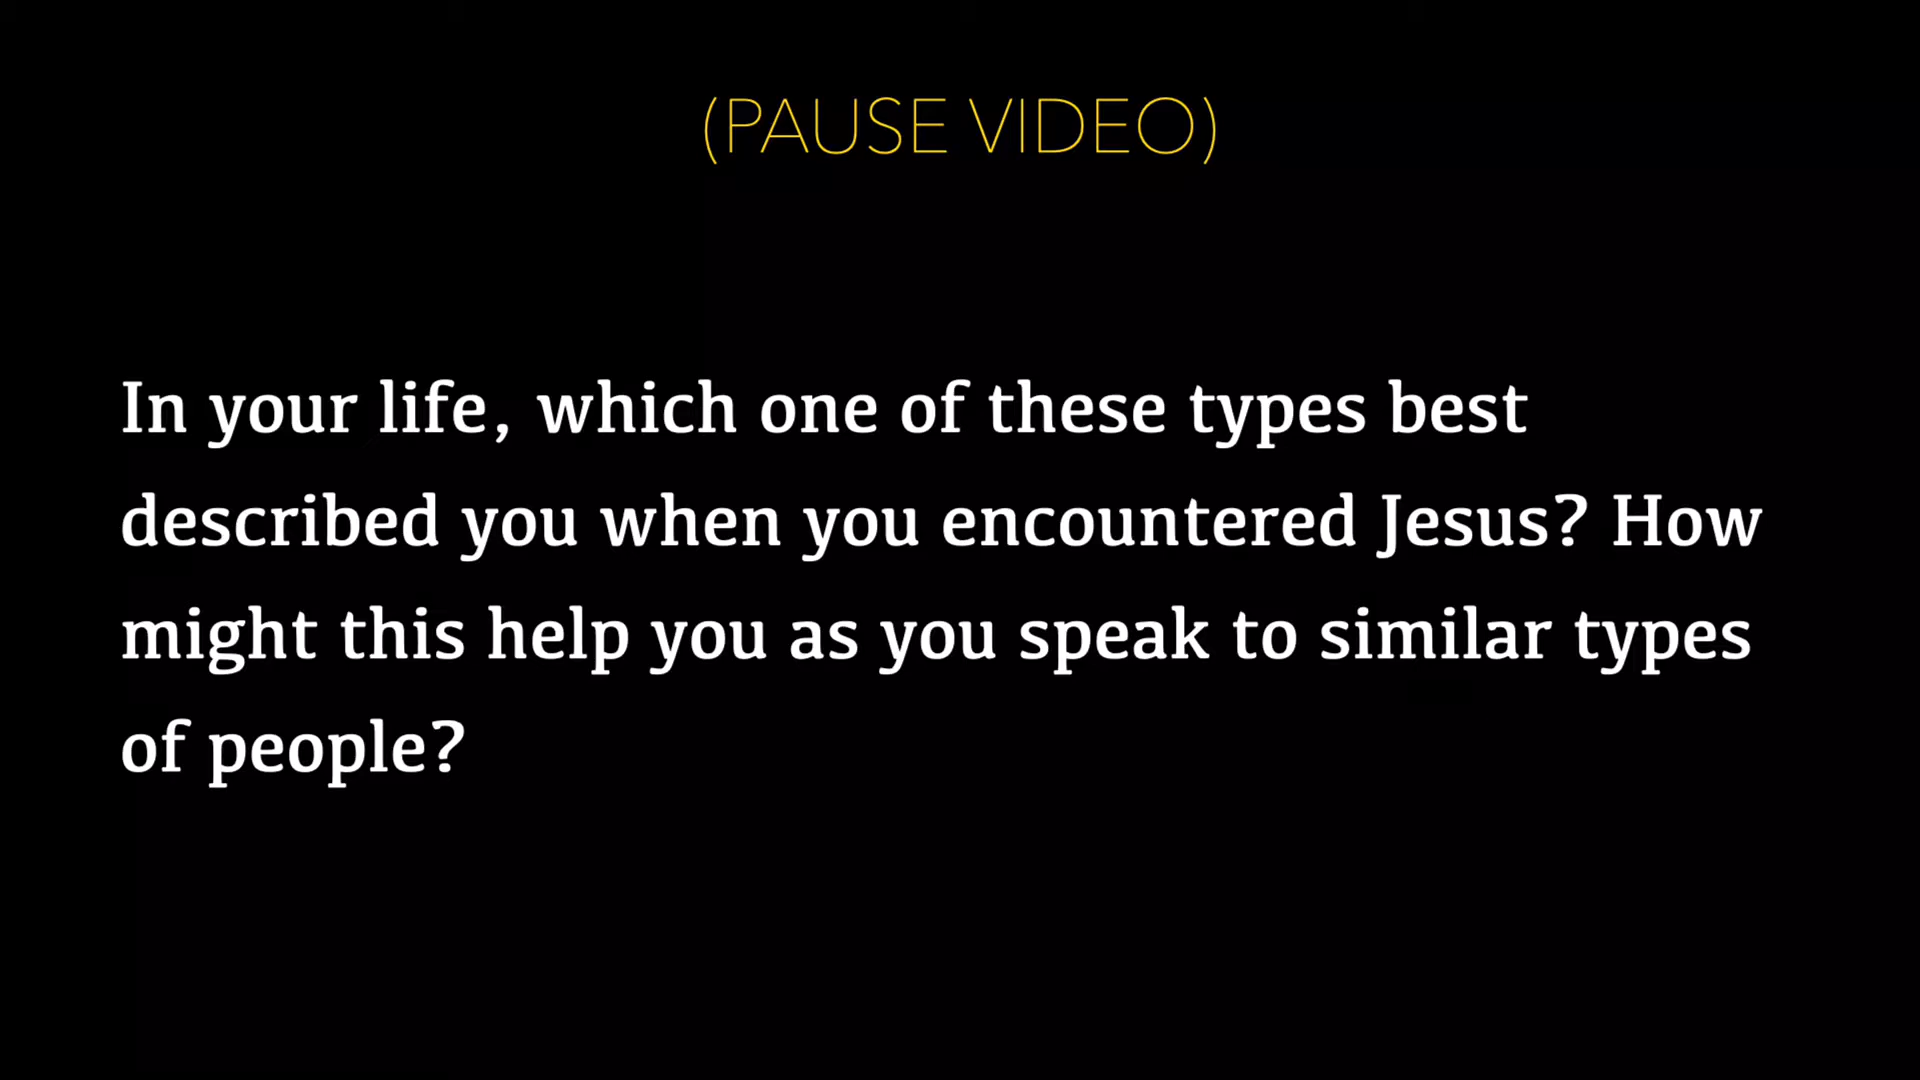 (PAUSE VIDEO)
In your life, which one of these types best
described you when you encountered Jesus? How
might this help you as you speak to similar types
of people?